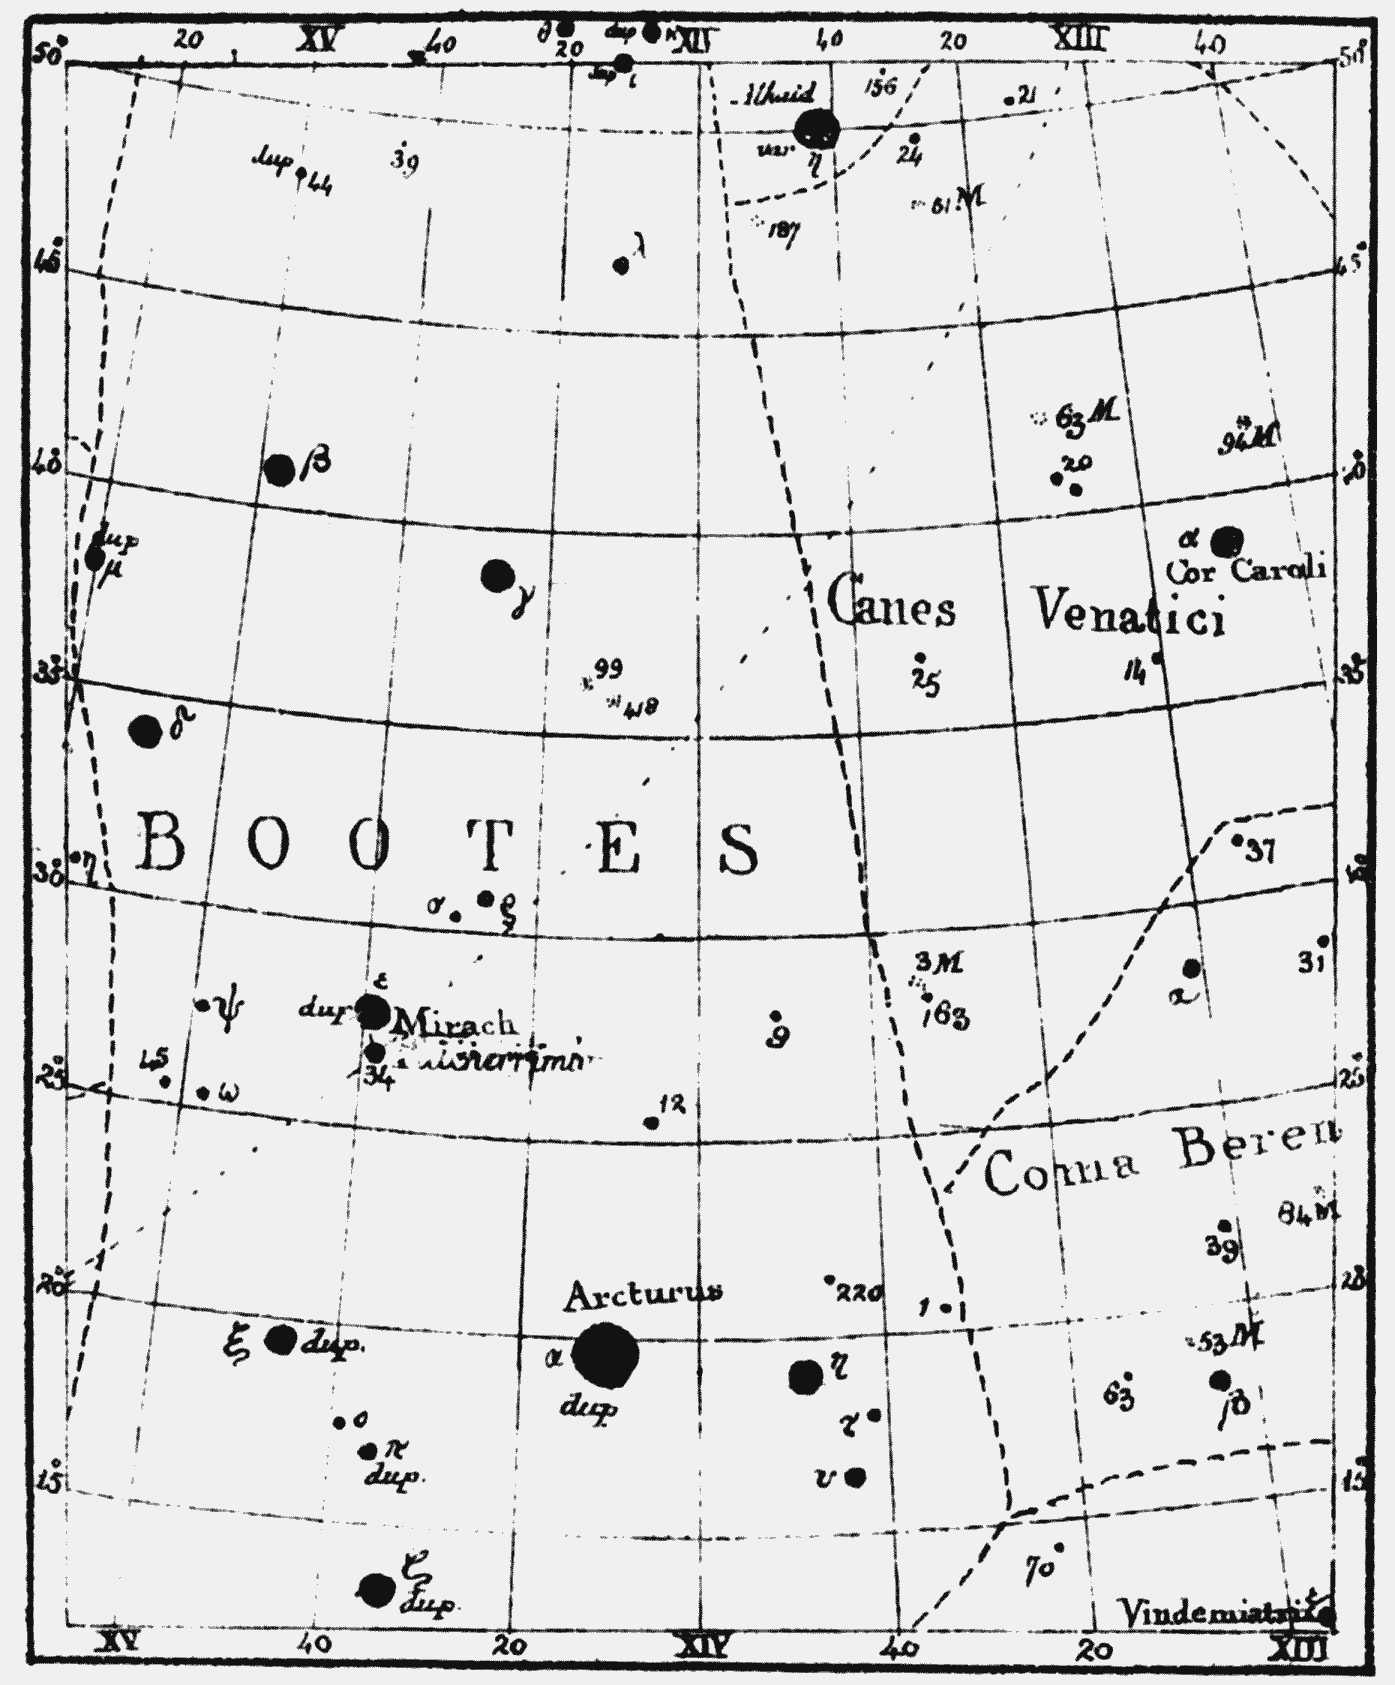 20 XV 40 20 dup κ XIV 40 20 XIII 40
50° 50°
dup ι
Alkaid 156 21
var. η 24
dup 44 39
51 M
187
λ
45° 45°
63 M
94 M
20
β
40° 40°
dup
μ
α
Cor Caroli
γ
Canes Venatici
25 14
99
418
35° 35°
δ
BOOTES
η 37
30° 30°
σ ρ
3 M 31
ε
ψ dup Mirach
163
α
9
34
45
ω
12
25° 25°
Coma Beren
84 M
39
20° 20°
Arcturus 220 1
53 M
ξ dup. α η
dup
63 β
τ
ο
π
dup.
υ
15° 15°
70
ζ
dup.
Vindemiatrix ε
XV 40 20 XIV 40 20 XIII